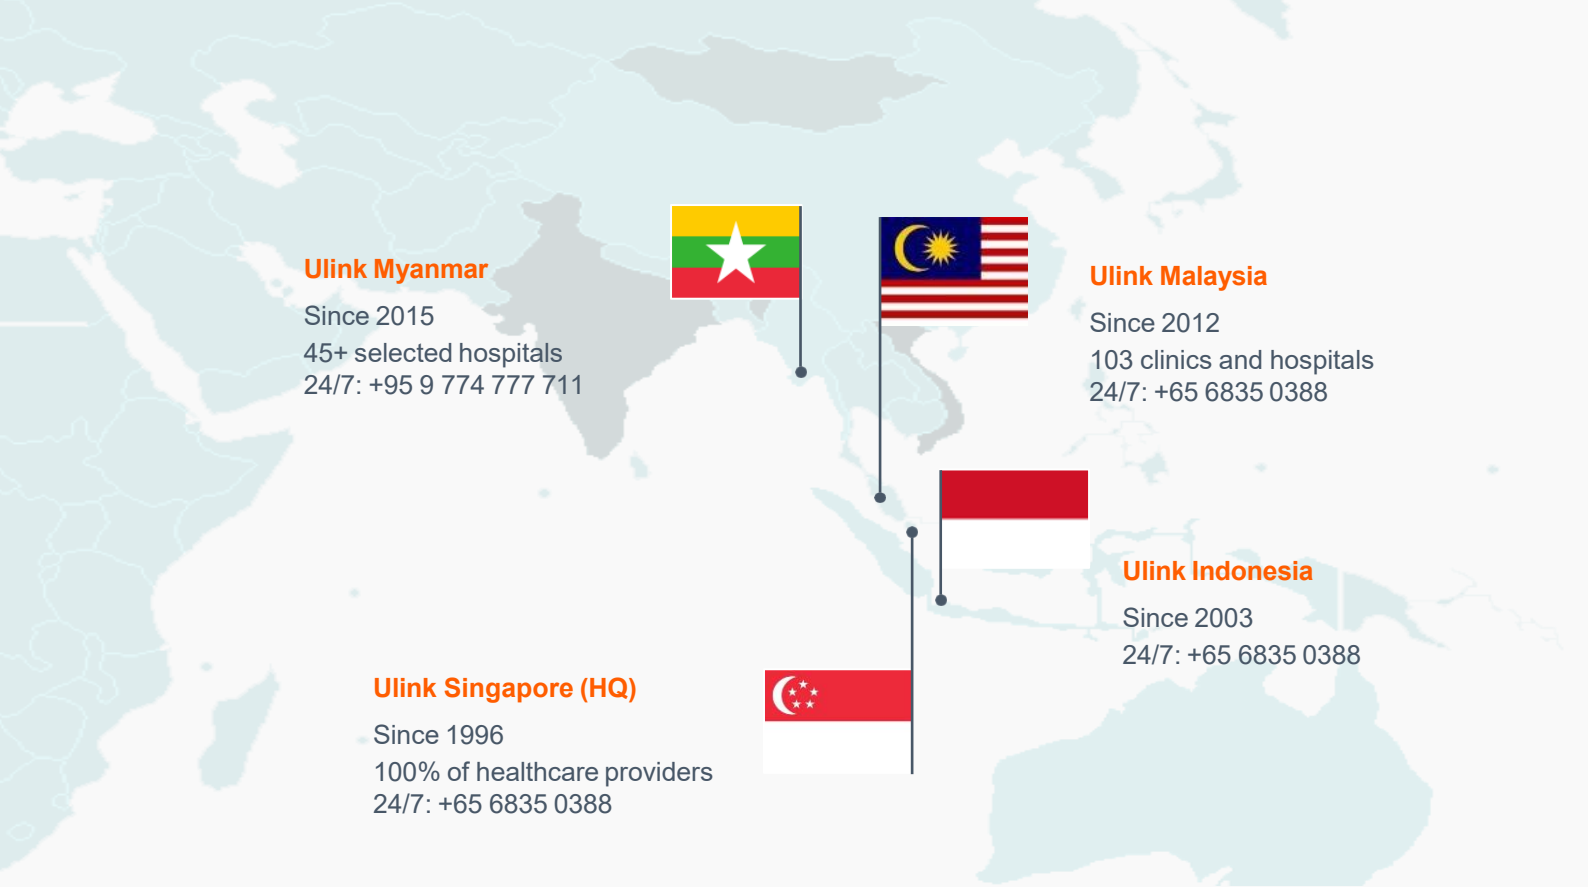 Ulink Myanmar
Since 2015
45+ selected hospitals
24/7: +95 9 774 777 711
Ulink Malaysia
Since 2012
103 clinics and hospitals
24/7: +65 6835 0388
Ulink Indonesia
Since 2003
24/7: +65 6835 0388
Ulink Singapore (HQ)
Since 1996
100% of healthcare providers
24/7: +65 6835 0388